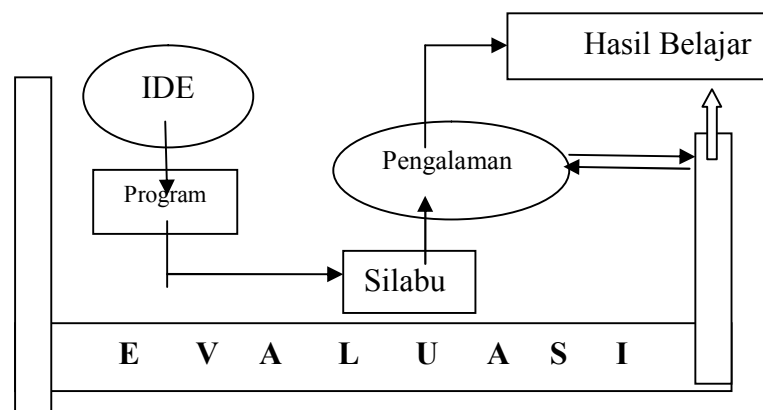 Hasil Belajar
IDE
Pengalaman
Program
Silabu
E V A L U A S I